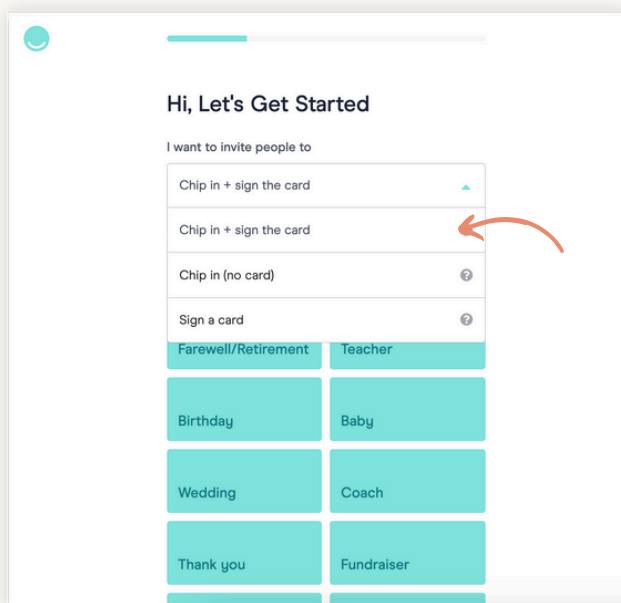 Hi, Let's Get Started
I want to invite people to
Chip in + sign the card
Chip in + sign the card
Chip in (no card) ?
Sign a card ?
Farewell/Retirement Teacher
Birthday Baby
Wedding Coach
Thank you Fundraiser